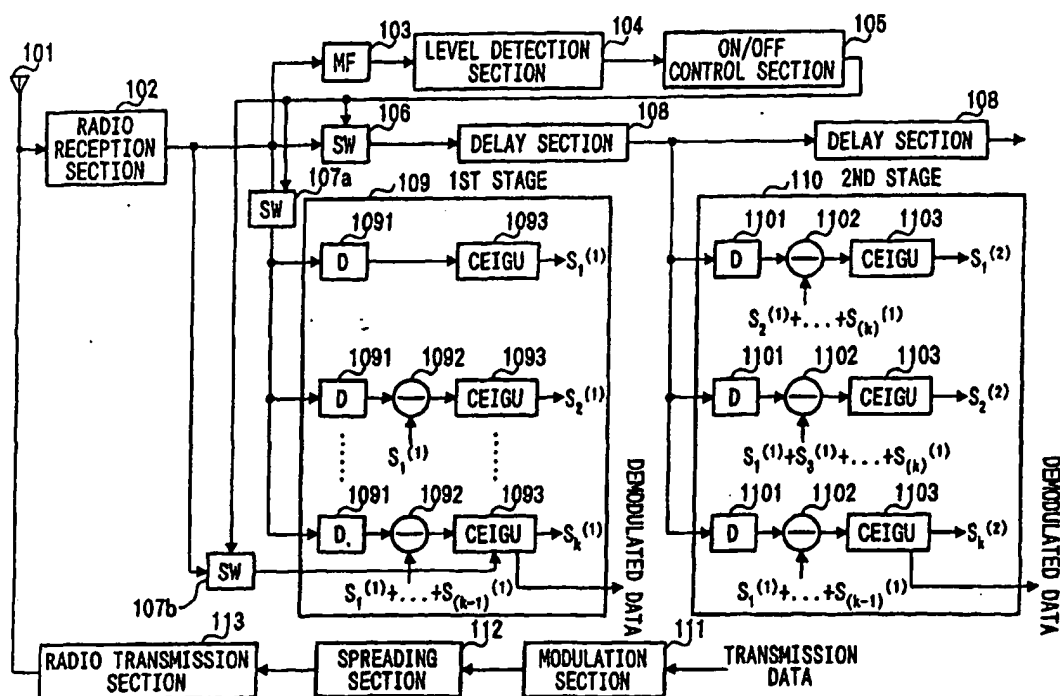 101
102
RADIO
RECEPTION
SECTION
103
MF
104
LEVEL DETECTION
SECTION
105
ON/OFF
CONTROL SECTION
106
SW
108
DELAY SECTION
108
DELAY SECTION
107a
SW
109
1ST STAGE
110
2ND STAGE
1091
D
1093
CEIGU
S₁⁽¹⁾
1101
D
1102
—
1103
CEIGU
S₁⁽²⁾
S₂⁽¹⁾+...+S₍ₖ₎⁽¹⁾
1091
D
1092
—
1093
CEIGU
S₂⁽¹⁾
S₁⁽¹⁾
1101
D
1102
—
1103
CEIGU
S₂⁽²⁾
S₁⁽¹⁾+S₃⁽¹⁾+...+S₍ₖ₎⁽¹⁾
1091
D.
1092
—
1093
CEIGU
Sₖ⁽¹⁾
S₁⁽¹⁾+...+S₍ₖ₋₁₎⁽¹⁾
1101
D
1102
—
1103
CEIGU
Sₖ⁽²⁾
S₁⁽¹⁾+...+S₍ₖ₋₁₎⁽¹⁾
DEMODULATED DATA
DEMODULATED DATA
SW
107b
113
RADIO TRANSMISSION
SECTION
112
SPREADING
SECTION
111
MODULATION
SECTION
TRANSMISSION
DATA